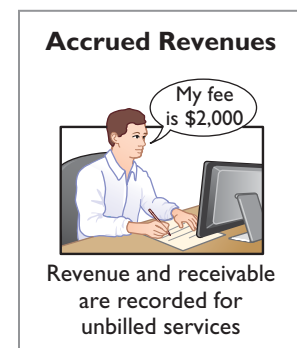 Accrued Revenues
My fee
is $2,000
Revenue and receivable
are recorded for
unbilled services